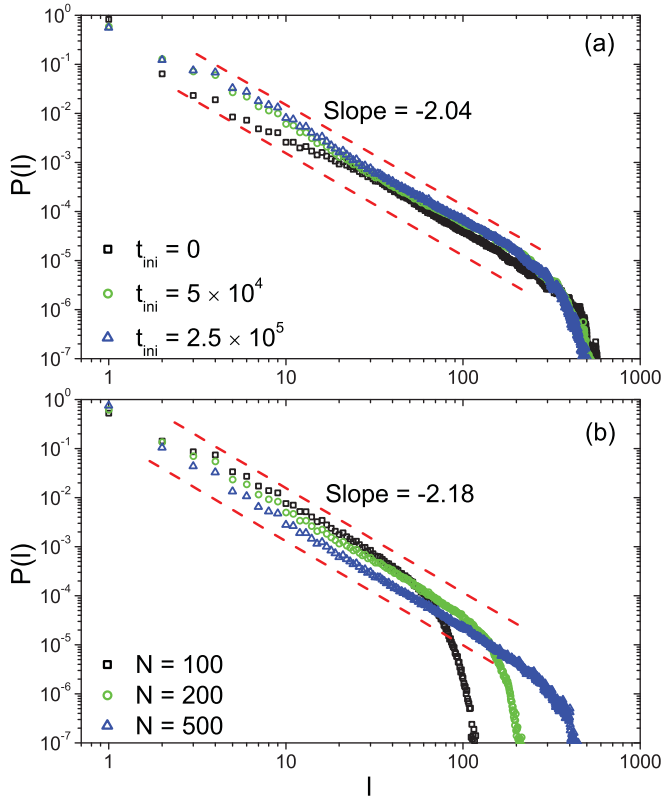 (a)
10^0
10^-1
10^-2
10^-3
10^-4
10^-5
10^-6
10^-7
P(l)
Slope = -2.04
t_ini = 0
t_ini = 5 × 10^4
t_ini = 2.5 × 10^5
1 10 100 1000
(b)
10^0
10^-1
10^-2
10^-3
10^-4
10^-5
10^-6
10^-7
P(l)
Slope = -2.18
N = 100
N = 200
N = 500
1 10 100 1000
l